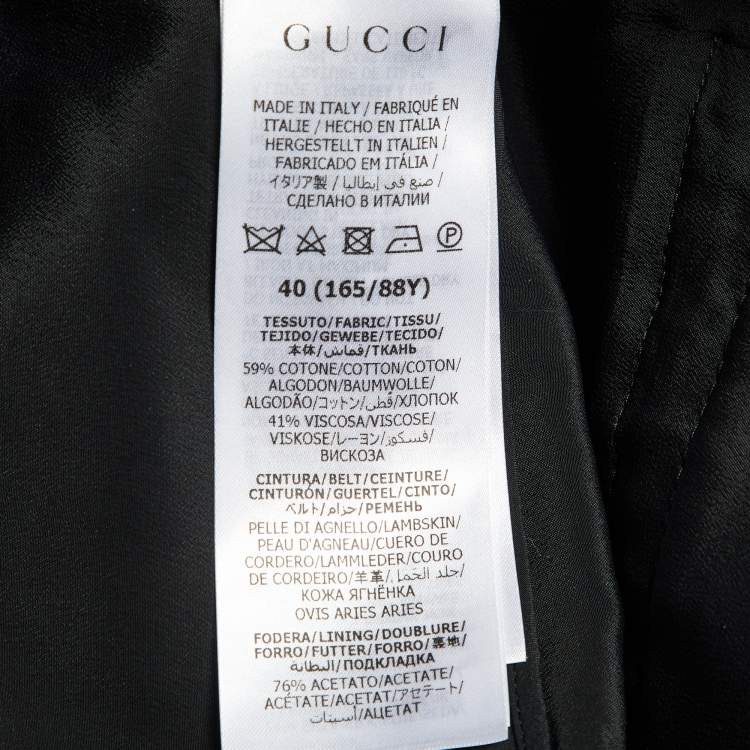 GUCCI
MADE IN ITALY / FABRIQUÉ EN
ITALIE / HECHO EN ITALIA /
HERGESTELLT IN ITALIEN /
FABRICADO EM ITÁLIA /
イタリア製 / صنع في إيطاليا /
СДЕЛАНО В ИТАЛИИ
P
40 (165/88Y)
TESSUTO/FABRIC/TISSU/
TEJIDO/GEWEBE/TECIDO/
本体/قماش/ТКАНЬ
59% COTONE/COTTON/COTON/
ALGODON/BAUMWOLLE/
ALGODÃO/コットン/قطن/ХЛОПОК
41% VISCOSA/VISCOSE/
VISKOSE/レーヨン/فسكوز/
ВИСКОЗА
CINTURA/BELT/CEINTURE/
CINTURÓN/GUERTEL/CINTO/
ベルト/حزام/РЕМЕНЬ
PELLE DI AGNELLO/LAMBSKIN/
PEAU D'AGNEAU/CUERO DE
CORDERO/LAMMLEDER/COURO
DE CORDEIRO/羊革/جلد الحَمَل/
КОЖА ЯГНЁНКА
OVIS ARIES ARIES
FODERA/LINING/DOUBLURE/
FORRO/FUTTER/FORRO/裏地/
البطانة/ПОДКЛАДКА
76% ACETATO/ACETATE/
ACÉTATE/ACETAT/アセテート/
أسيتات/АЦЕТАТ